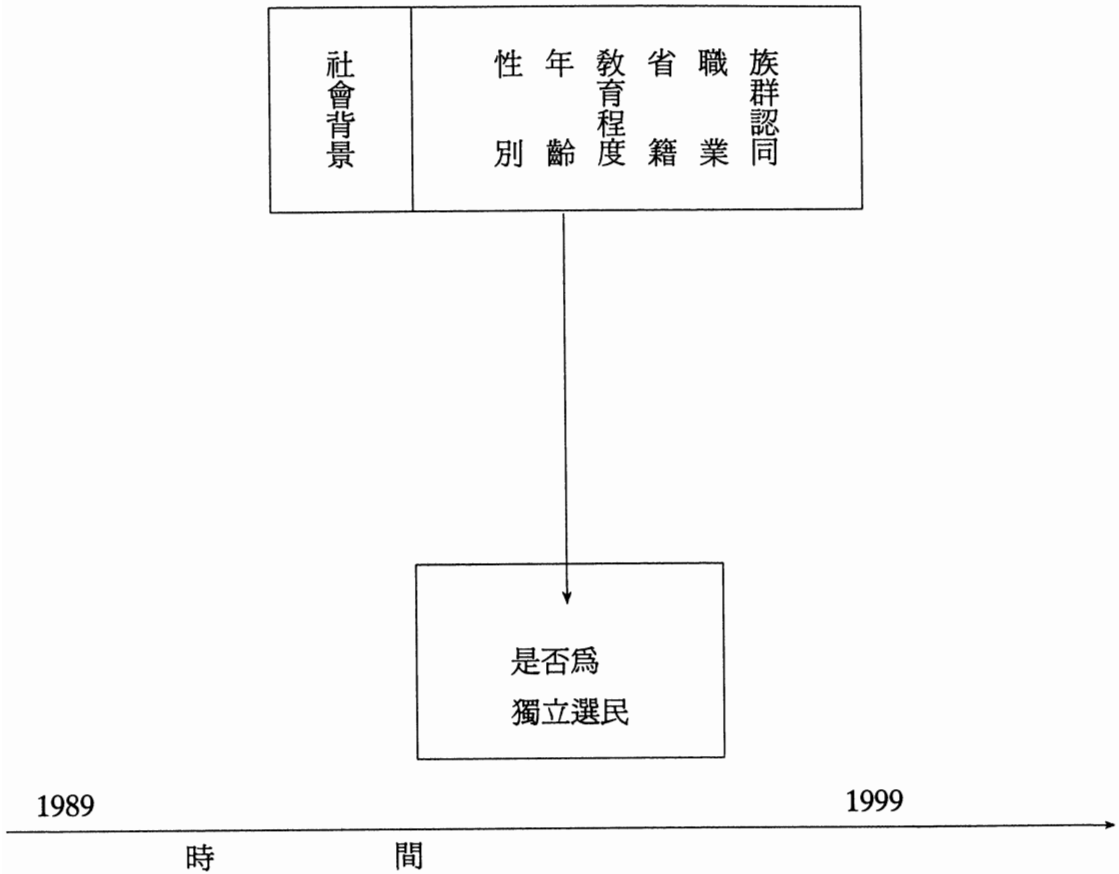 社會背景
性別
年齡
教育程度
省籍
職業
族群認同
是否為
獨立選民
1989
1999
時間